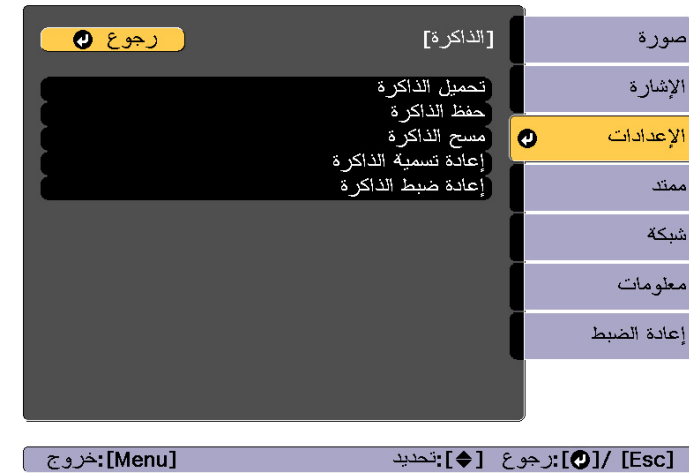 صورة
الإشارة
الإعدادات
ممتد
شبكة
معلومات
إعادة الضبط
[الذاكرة]
رجوع
تحميل الذاكرة
حفظ الذاكرة
مسح الذاكرة
إعادة تسمية الذاكرة
إعادة ضبط الذاكرة
[Esc] /[⏎]:رجوع [⬍]:تحديد [Menu]:خروج